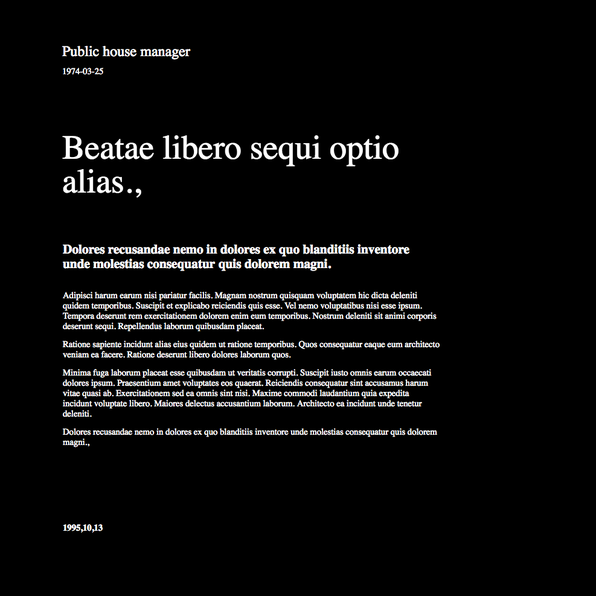 Public house manager
1974-03-25
Beatae libero sequi optio
alias.,
Dolores recusandae nemo in dolores ex quo blanditiis inventore
unde molestias consequatur quis dolorem magni.
Adipisci harum earum nisi pariatur facilis. Magnam nostrum quisquam voluptatem hic dicta deleniti
quidem temporibus. Suscipit et explicabo reiciendis quis esse. Vel nemo voluptatibus nisi esse ipsum.
Tempora deserunt rem exercitationem dolorem enim eum temporibus. Nostrum deleniti sit animi corporis
deserunt sequi. Repellendus laborum quibusdam placeat.
Ratione sapiente incidunt alias eius quidem ut ratione temporibus. Quos consequatur eaque eum architecto
veniam ea facere. Ratione deserunt libero dolores laborum quos.
Minima fuga laborum placeat esse quibusdam ut veritatis corrupti. Suscipit iusto omnis earum occaecati
dolores ipsum. Praesentium amet voluptates eos quaerat. Reiciendis consequatur sint accusamus harum
vitae quasi ab. Exercitationem sed ea omnis sint nisi. Maxime commodi laudantium quia expedita
incidunt voluptate libero. Maiores delectus accusantium laborum. Architecto ea incidunt unde tenetur
deleniti.
Dolores recusandae nemo in dolores ex quo blanditiis inventore unde molestias consequatur quis dolorem
magni.,
1995,10,13